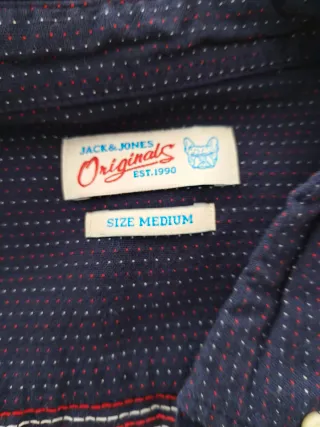 JACK & JONES
Originals
EST. 1990
SIZE MEDIUM